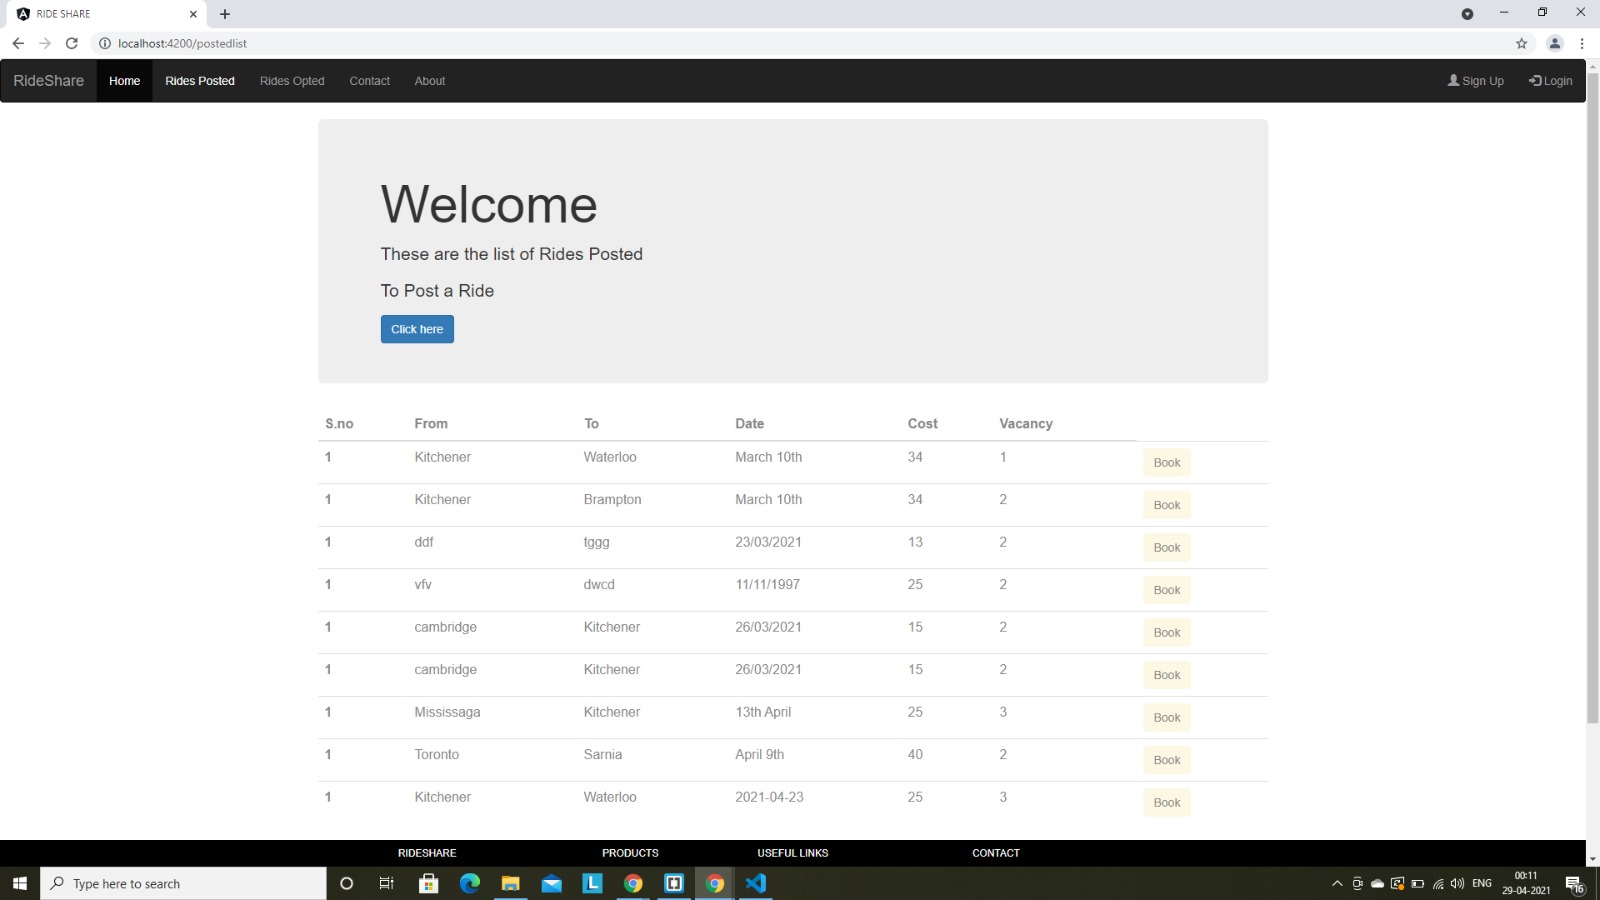 RIDE SHARE
localhost:4200/postedlist
RideShare Home Rides Posted Rides Opted Contact About Sign Up Login
Welcome
These are the list of Rides Posted
To Post a Ride
Click here
S.no From To Date Cost Vacancy
1 Kitchener Waterloo March 10th 34 1 Book
1 Kitchener Brampton March 10th 34 2 Book
1 ddf tggg 23/03/2021 13 2 Book
1 vfv dwcd 11/11/1997 25 2 Book
1 cambridge Kitchener 26/03/2021 15 2 Book
1 cambridge Kitchener 26/03/2021 15 2 Book
1 Mississaga Kitchener 13th April 25 3 Book
1 Toronto Sarnia April 9th 40 2 Book
1 Kitchener Waterloo 2021-04-23 25 3 Book
RIDESHARE PRODUCTS USEFUL LINKS CONTACT
Type here to search
L
ENG
00:11
29-04-2021
16